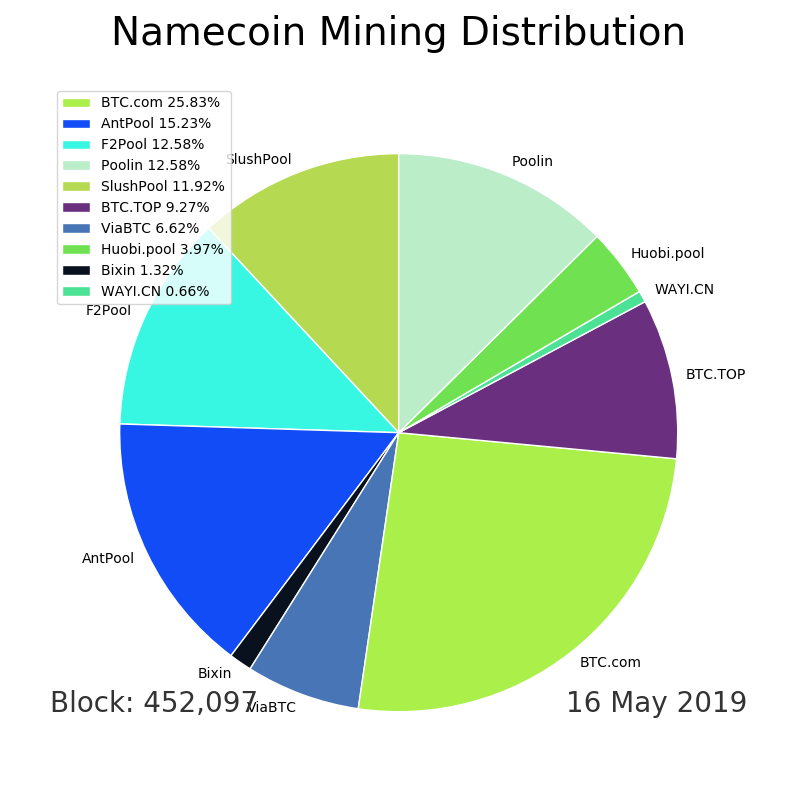 Namecoin Mining Distribution
BTC.com 25.83%
AntPool 15.23%
F2Pool 12.58%
Poolin 12.58%
SlushPool 11.92%
BTC.TOP 9.27%
ViaBTC 6.62%
Huobi.pool 3.97%
Bixin 1.32%
WAYI.CN 0.66%
SlushPool
Poolin
Huobi.pool
WAYI.CN
F2Pool
BTC.TOP
AntPool
BTC.com
Bixin
ViaBTC
Block: 452,097
16 May 2019